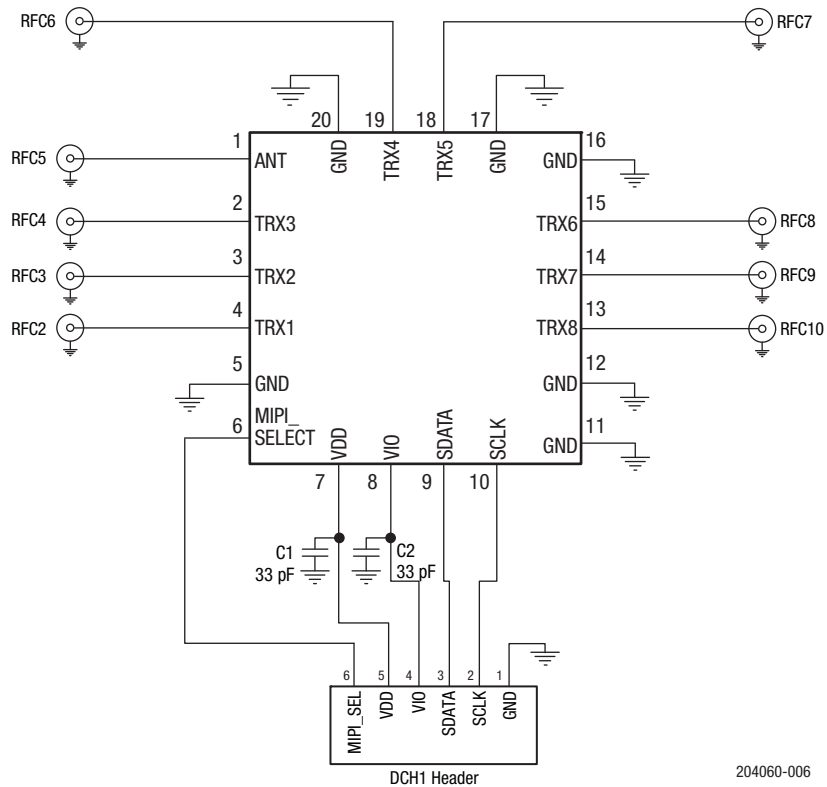 RFC6
RFC7
20
19
18
17
GND
TRX4
TRX5
GND
1
16
RFC5
ANT
GND
2
15
RFC4
TRX3
TRX6
RFC8
3
14
RFC3
TRX2
TRX7
RFC9
4
13
RFC2
TRX1
TRX8
RFC10
5
12
GND
GND
6
MIPI_
SELECT
11
GND
VDD
VIO
SDATA
SCLK
7
8
9
10
C1
33 pF
C2
33 pF
6
5
4
3
2
1
MIPI_SEL
VDD
VIO
SDATA
SCLK
GND
DCH1 Header
204060-006